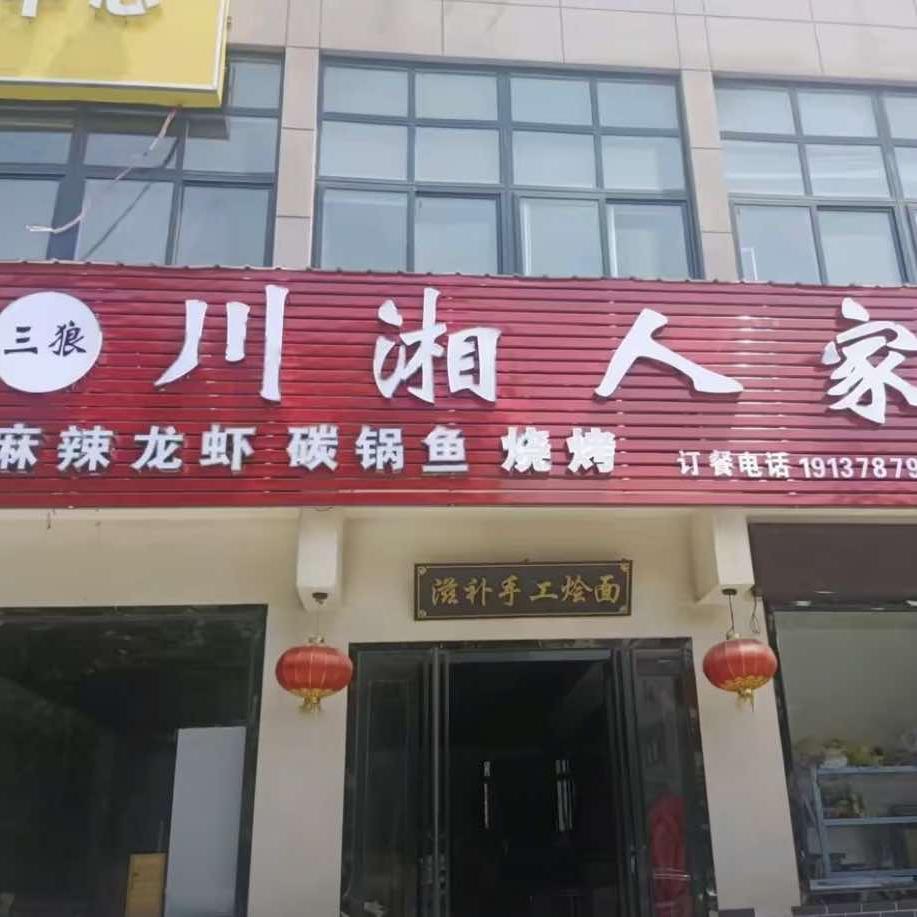 三狼
川湘人家
麻辣龙虾 碳锅鱼 烧烤
订餐电话 19137879
滋补手工烩面